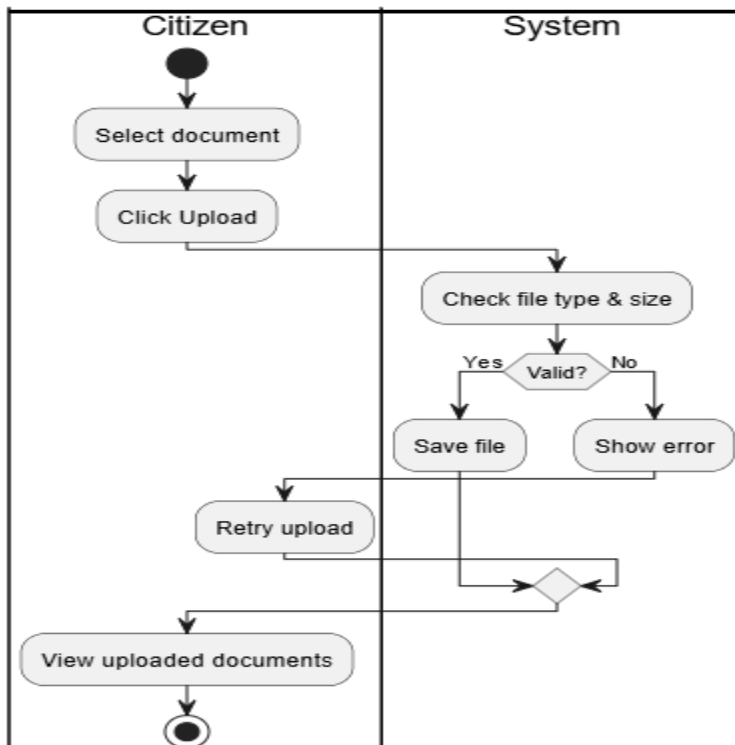 Citizen
System
Select document
Click Upload
Check file type & size
Yes
Valid?
No
Save file
Show error
Retry upload
View uploaded documents